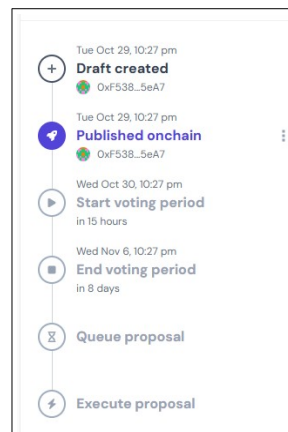 Tue Oct 29, 10:27 pm
Draft created
0xF538...5eA7
Tue Oct 29, 10:27 pm
Published onchain
0xF538...5eA7
Wed Oct 30, 10:27 pm
Start voting period
in 15 hours
Wed Nov 6, 10:27 pm
End voting period
in 8 days
Queue proposal
Execute proposal